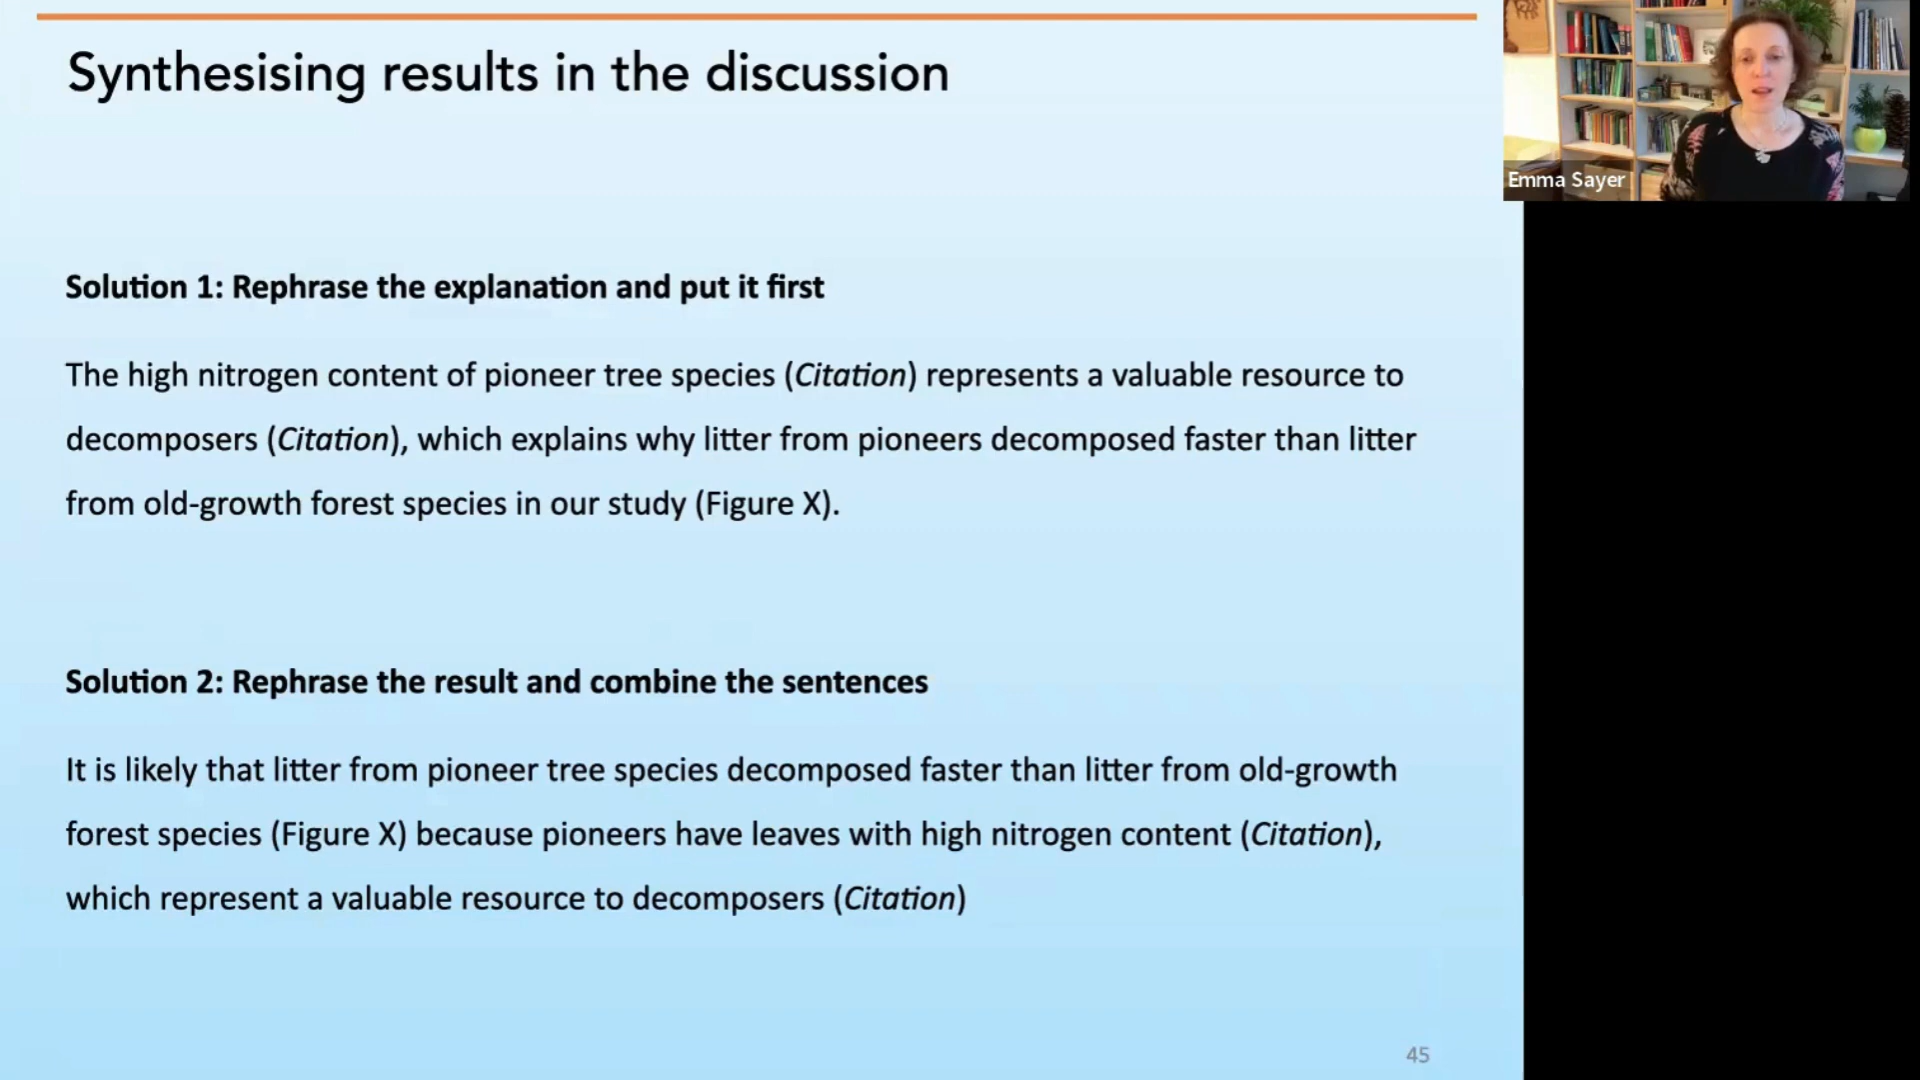 Synthesising results in the discussion
Emma Sayer
Solution 1: Rephrase the explanation and put it first
The high nitrogen content of pioneer tree species (Citation) represents a valuable resource to
decomposers (Citation), which explains why litter from pioneers decomposed faster than litter
from old-growth forest species in our study (Figure X).
Solution 2: Rephrase the result and combine the sentences
It is likely that litter from pioneer tree species decomposed faster than litter from old-growth
forest species (Figure X) because pioneers have leaves with high nitrogen content (Citation),
which represent a valuable resource to decomposers (Citation)
45